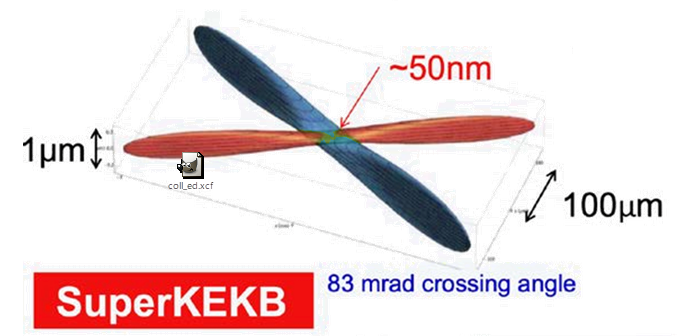 ~50nm
1μm
coll_ed.xcf
100μm
83 mrad crossing angle
SuperKEKB